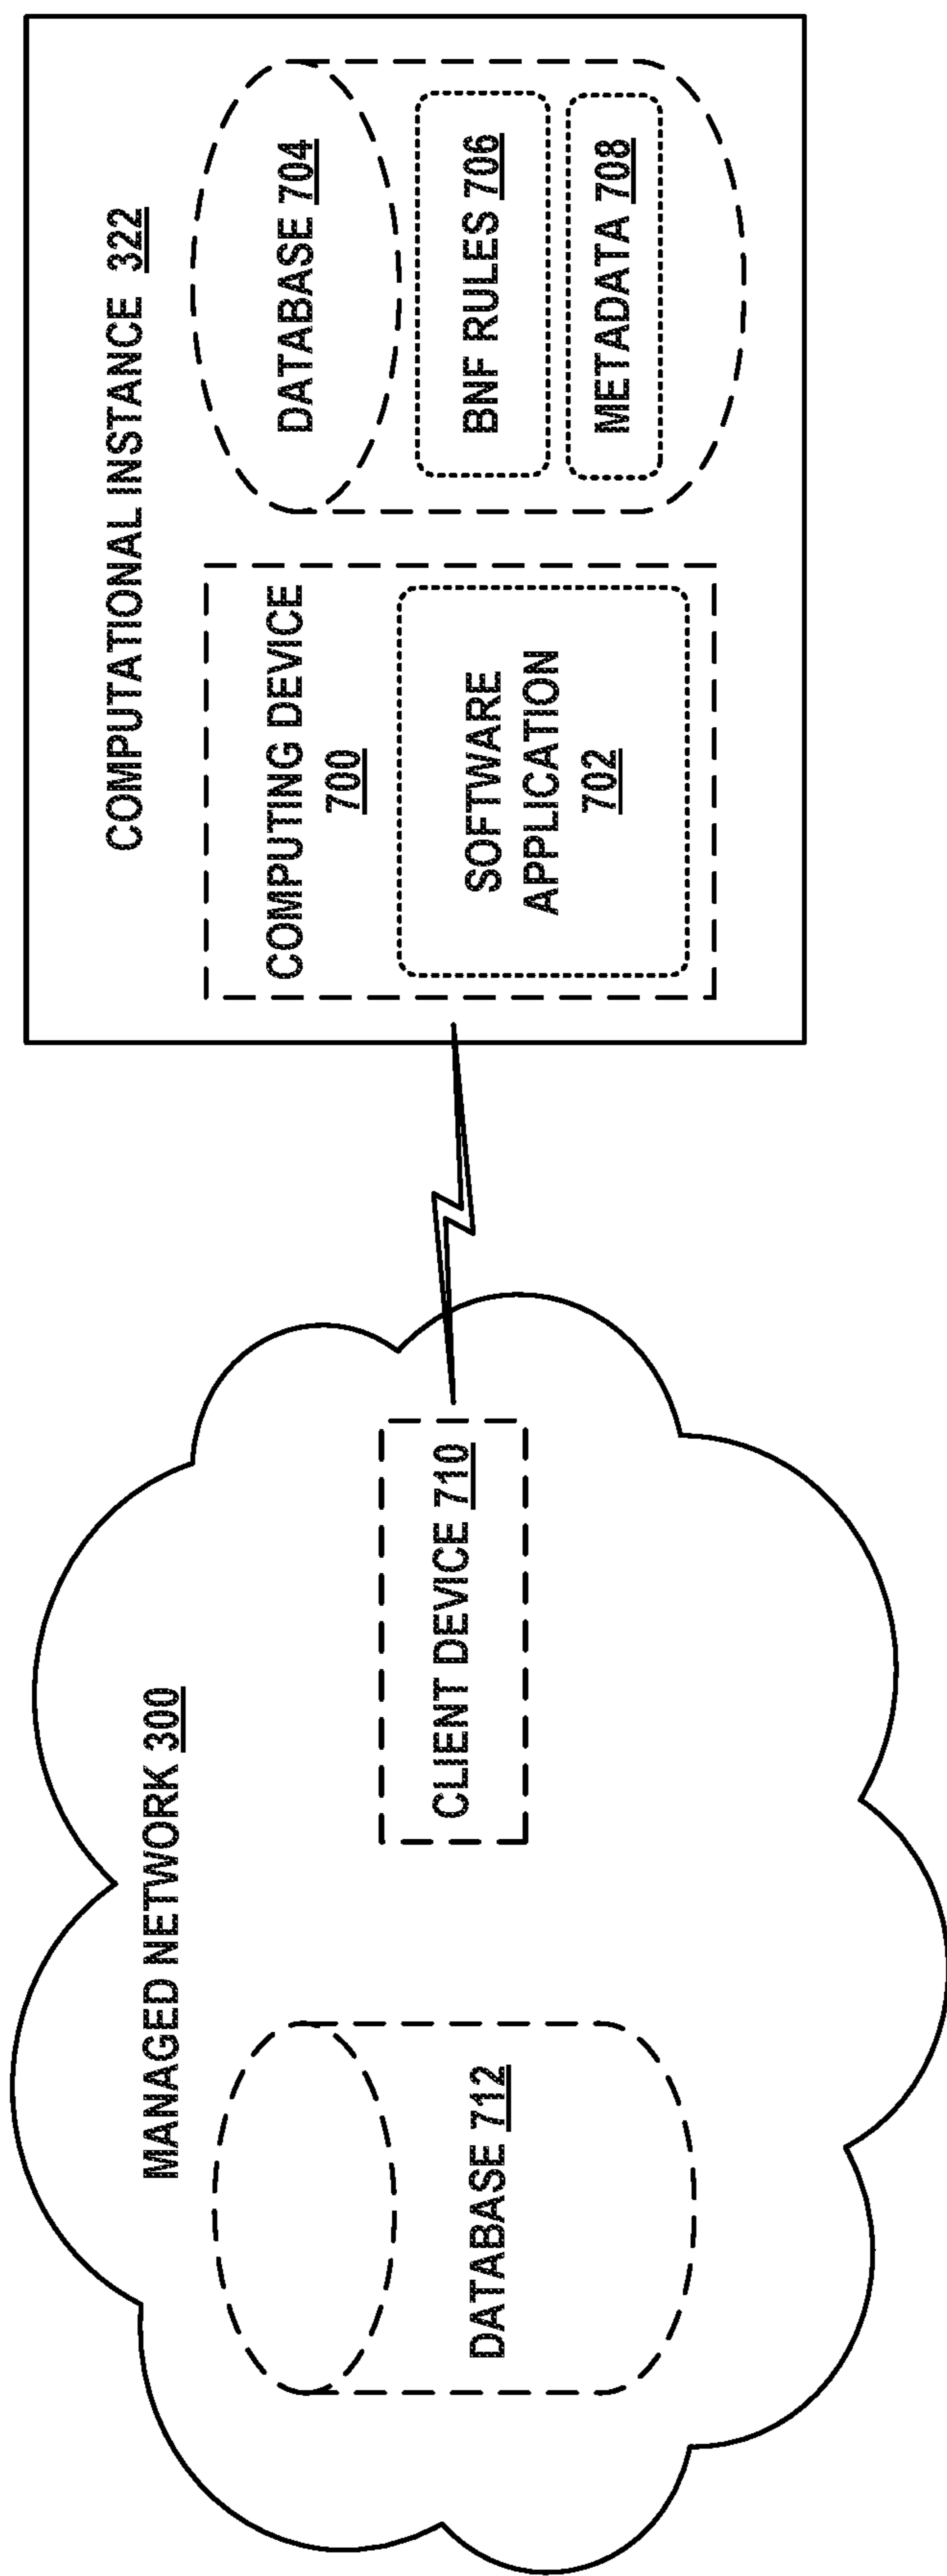 MANAGED NETWORK 300
DATABASE 712
CLIENT DEVICE 710
COMPUTATIONAL INSTANCE 322
COMPUTING DEVICE
700
SOFTWARE
APPLICATION
702
DATABASE 704
BNF RULES 706
METADATA 708